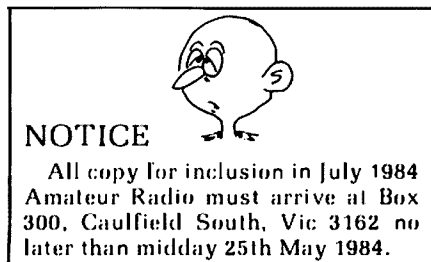 NOTICE
All copy for inclusion in July 1984
Amateur Radio must arrive at Box
300, Caulfield South, Vic 3162 no
later than midday 25th May 1984.